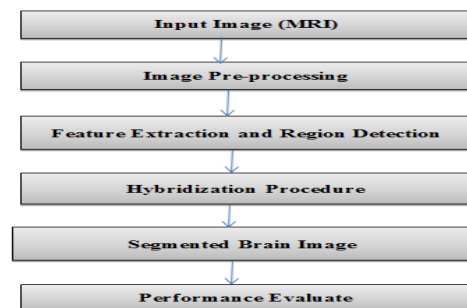 Input Image (MRI)
Image Pre-processing
Feature Extraction and Region Detection
Hybridization Procedure
Segmented Brain Image
Performance Evaluate